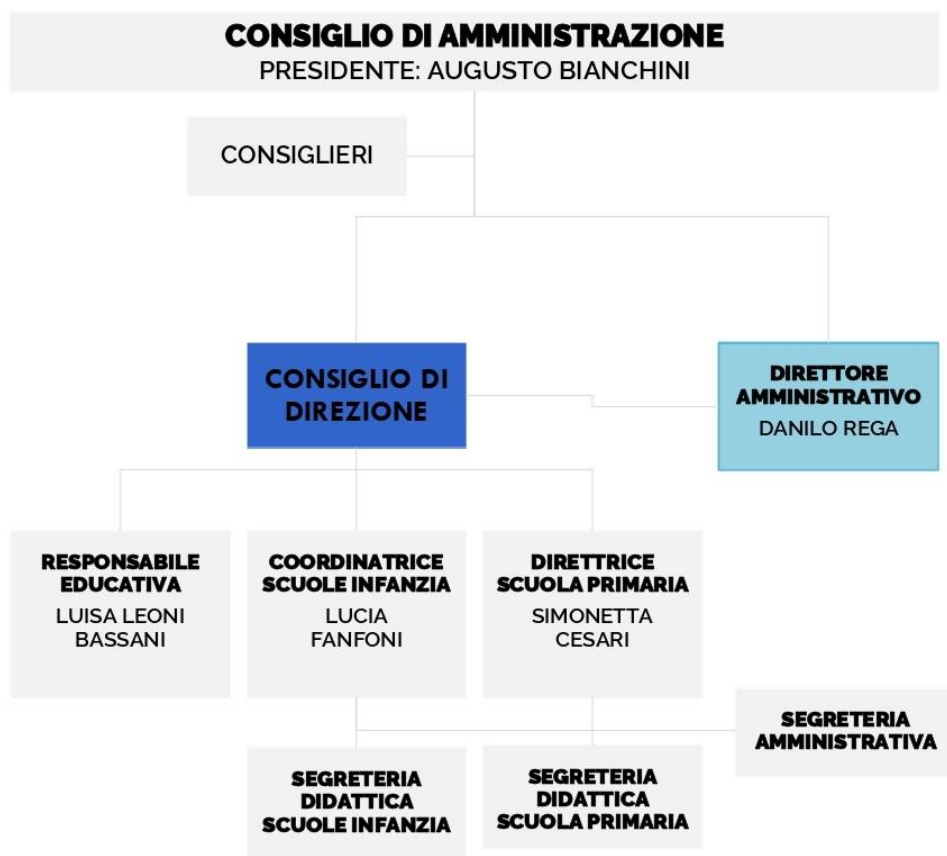 CONSIGLIO DI AMMINISTRAZIONE
PRESIDENTE: AUGUSTO BIANCHINI
CONSIGLIERI
CONSIGLIO DI
DIREZIONE
DIRETTORE
AMMINISTRATIVO
DANILO REGA
RESPONSABILE
EDUCATIVA
LUISA LEONI
BASSANI
COORDINATRICE
SCUOLE INFANZIA
LUCIA
FANFONI
DIRETTRICE
SCUOLA PRIMARIA
SIMONETTA
CESARI
SEGRETERIA
AMMINISTRATIVA
SEGRETERIA
DIDATTICA
SCUOLE INFANZIA
SEGRETERIA
DIDATTICA
SCUOLA PRIMARIA